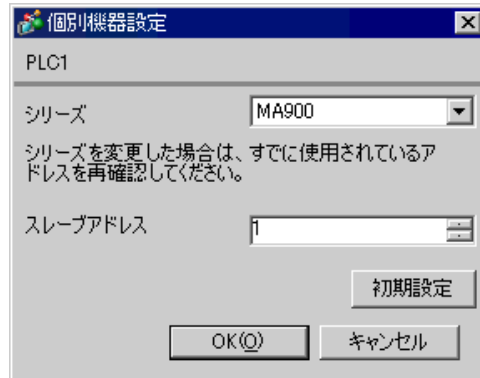 個別機器設定
PLC1
シリーズ MA900
シリーズを変更した場合は、すでに使用されているア
ドレスを再確認してください。
スレーブアドレス 1
初期設定
OK(O) キャンセル